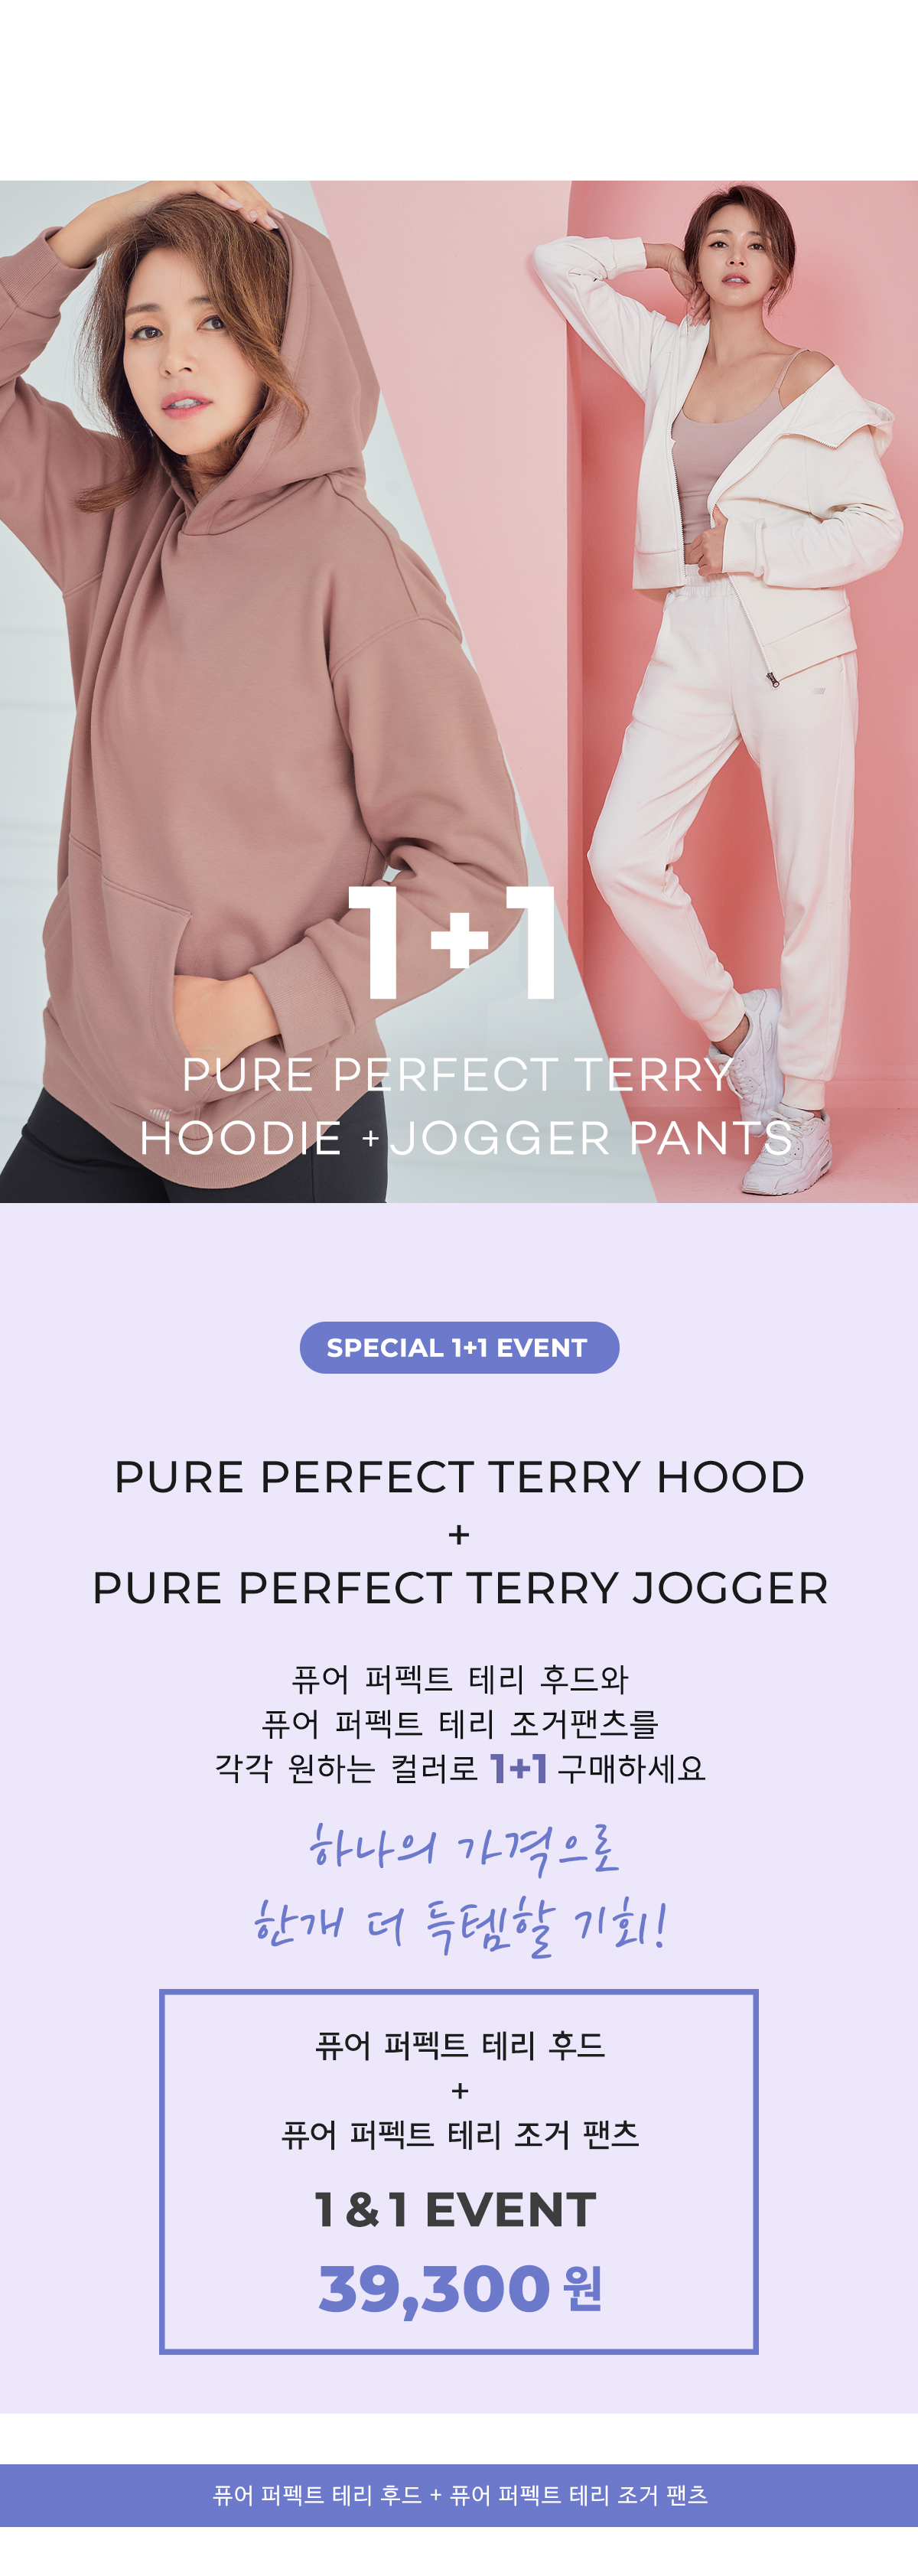 1+1
PURE PERFECT TERRY
HOODIE + JOGGER PANTS
SPECIAL 1+1 EVENT
PURE PERFECT TERRY HOOD
+
PURE PERFECT TERRY JOGGER
퓨어 퍼펙트 테리 후드와
퓨어 퍼펙트 테리 조거팬츠를
각각 원하는 컬러로 1+1 구매하세요
하나의 가격으로
한개 더 득템할 기회!
퓨어 퍼펙트 테리 후드
+
퓨어 퍼펙트 테리 조거 팬츠
1 & 1 EVENT
39,300 원
퓨어 퍼펙트 테리 후드 + 퓨어 퍼펙트 테리 조거 팬츠